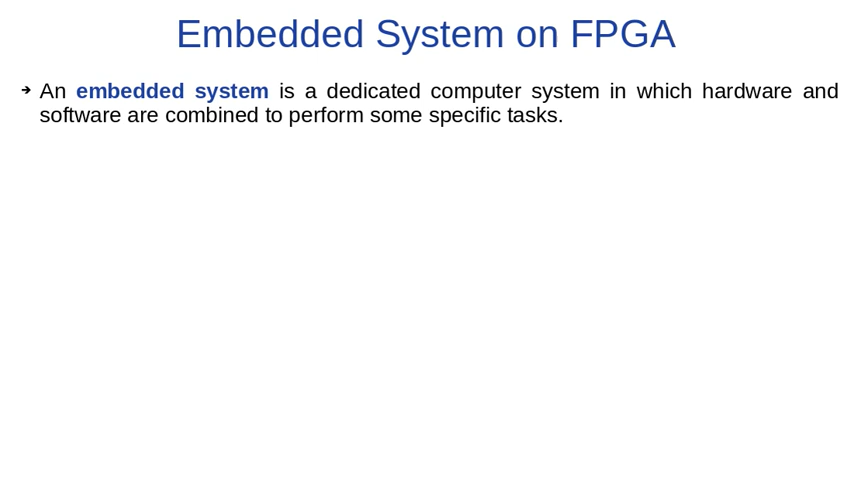 Embedded System on FPGA
➔ An embedded system is a dedicated computer system in which hardware and
software are combined to perform some specific tasks.